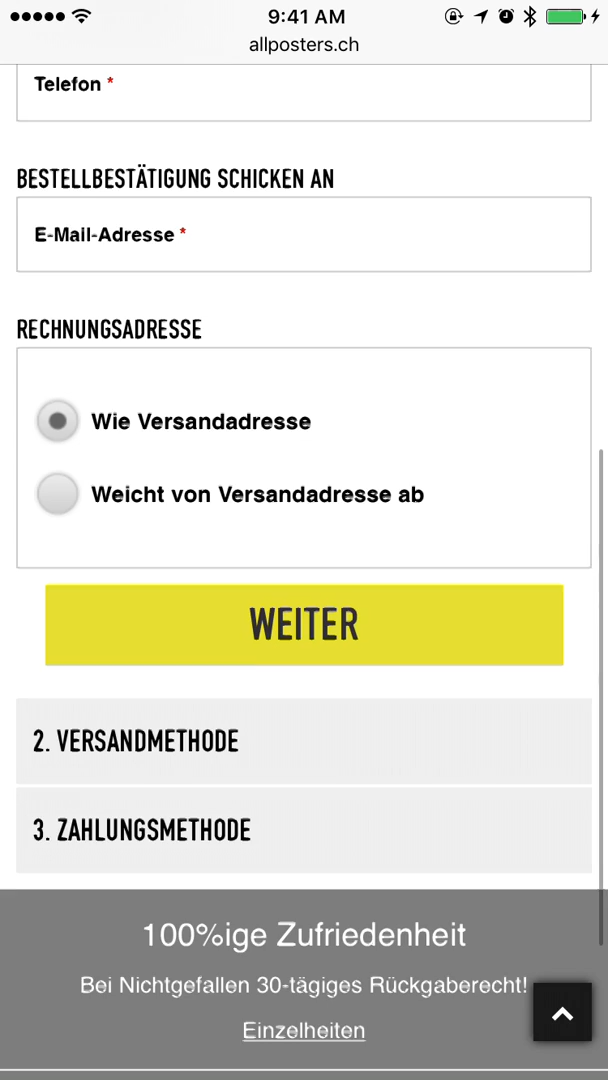 9:41 AM
allposters.ch
Telefon *
BESTELLBESTÄTIGUNG SCHICKEN AN
E-Mail-Adresse *
RECHNUNGSADRESSE
Wie Versandadresse
Weicht von Versandadresse ab
WEITER
2. VERSANDMETHODE
3. ZAHLUNGSMETHODE
100%ige Zufriedenheit
Bei Nichtgefallen 30-tägiges Rückgaberecht!
Einzelheiten